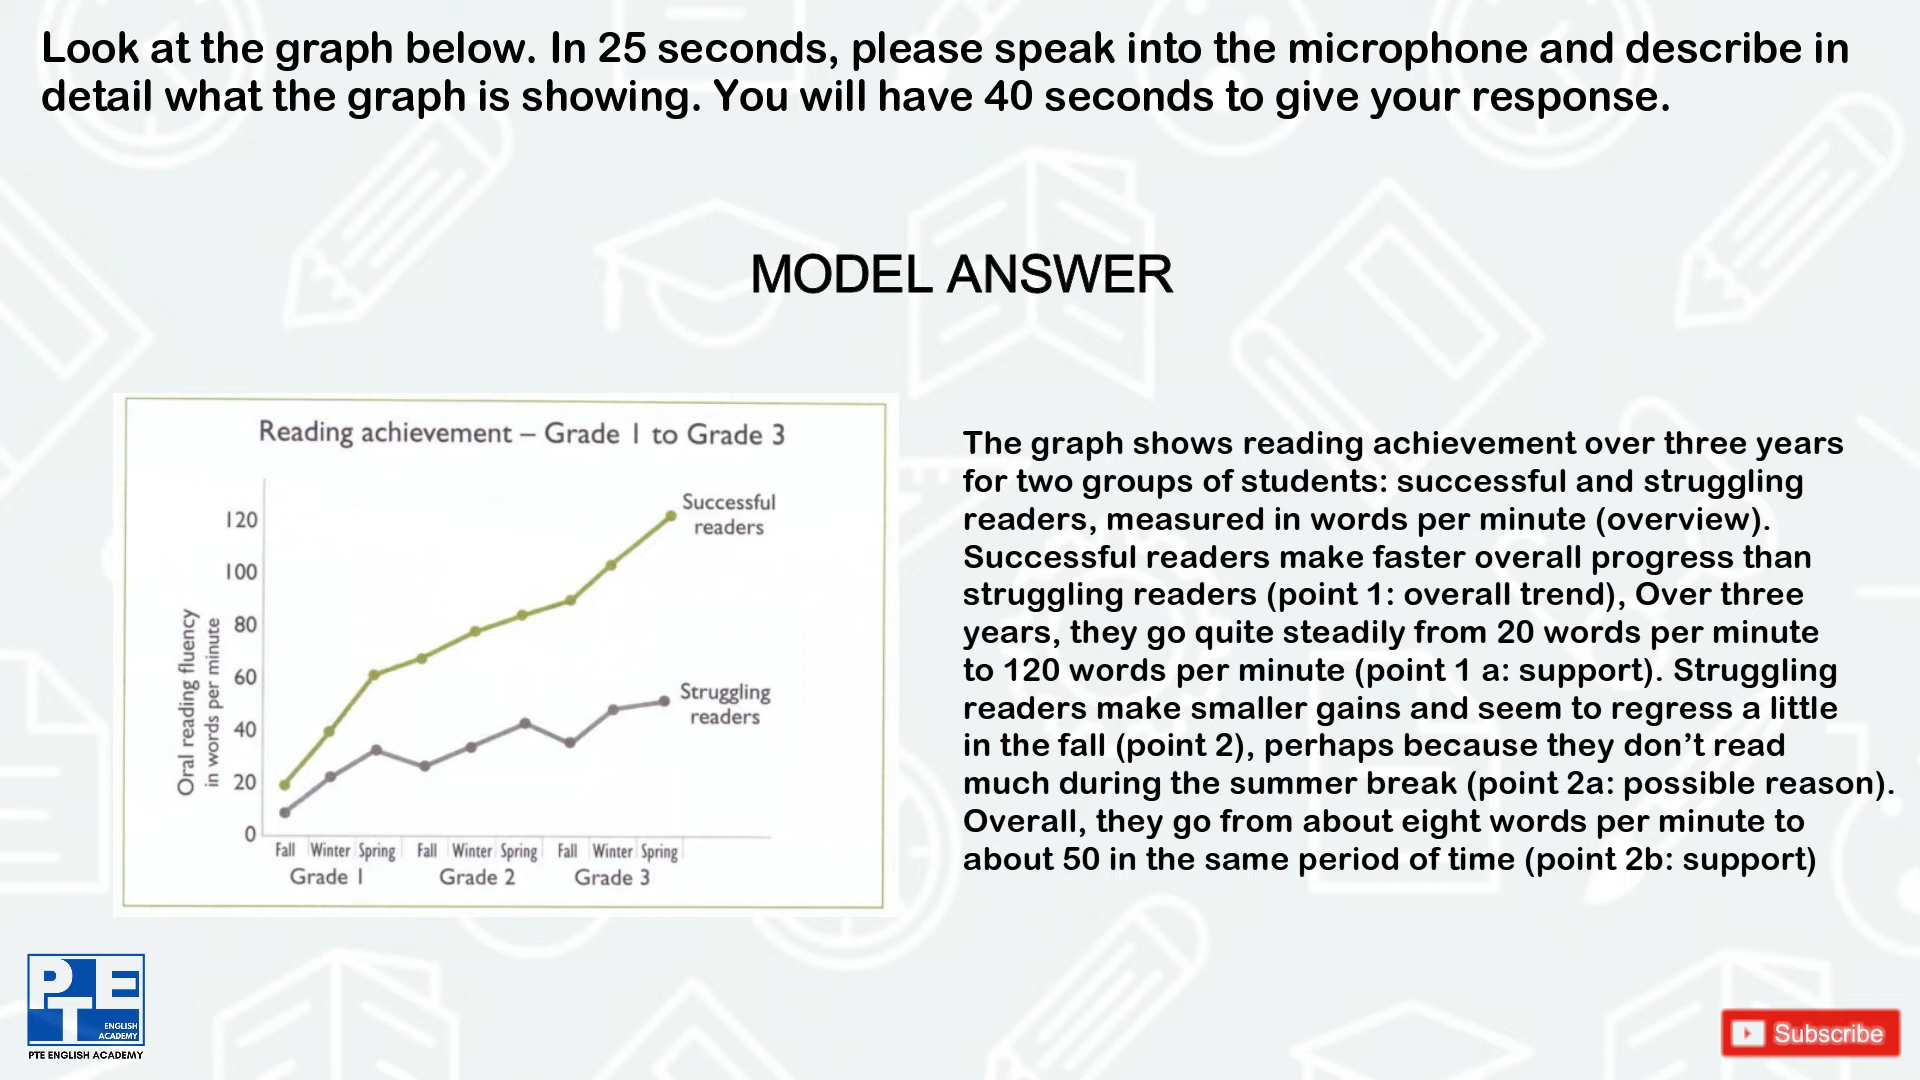 Look at the graph below. In 25 seconds, please speak into the microphone and describe in
detail what the graph is showing. You will have 40 seconds to give your response.
MODEL ANSWER
Reading achievement – Grade 1 to Grade 3
Oral reading fluency
in words per minute
120
100
80
60
40
20
0
Successful
readers
Struggling
readers
Fall Winter Spring Fall Winter Spring Fall Winter Spring
Grade 1 Grade 2 Grade 3
The graph shows reading achievement over three years
for two groups of students: successful and struggling
readers, measured in words per minute (overview).
Successful readers make faster overall progress than
struggling readers (point 1: overall trend), Over three
years, they go quite steadily from 20 words per minute
to 120 words per minute (point 1 a: support). Struggling
readers make smaller gains and seem to regress a little
in the fall (point 2), perhaps because they don’t read
much during the summer break (point 2a: possible reason).
Overall, they go from about eight words per minute to
about 50 in the same period of time (point 2b: support)
PTE
ENGLISH
ACADEMY
PTE ENGLISH ACADEMY
Subscribe